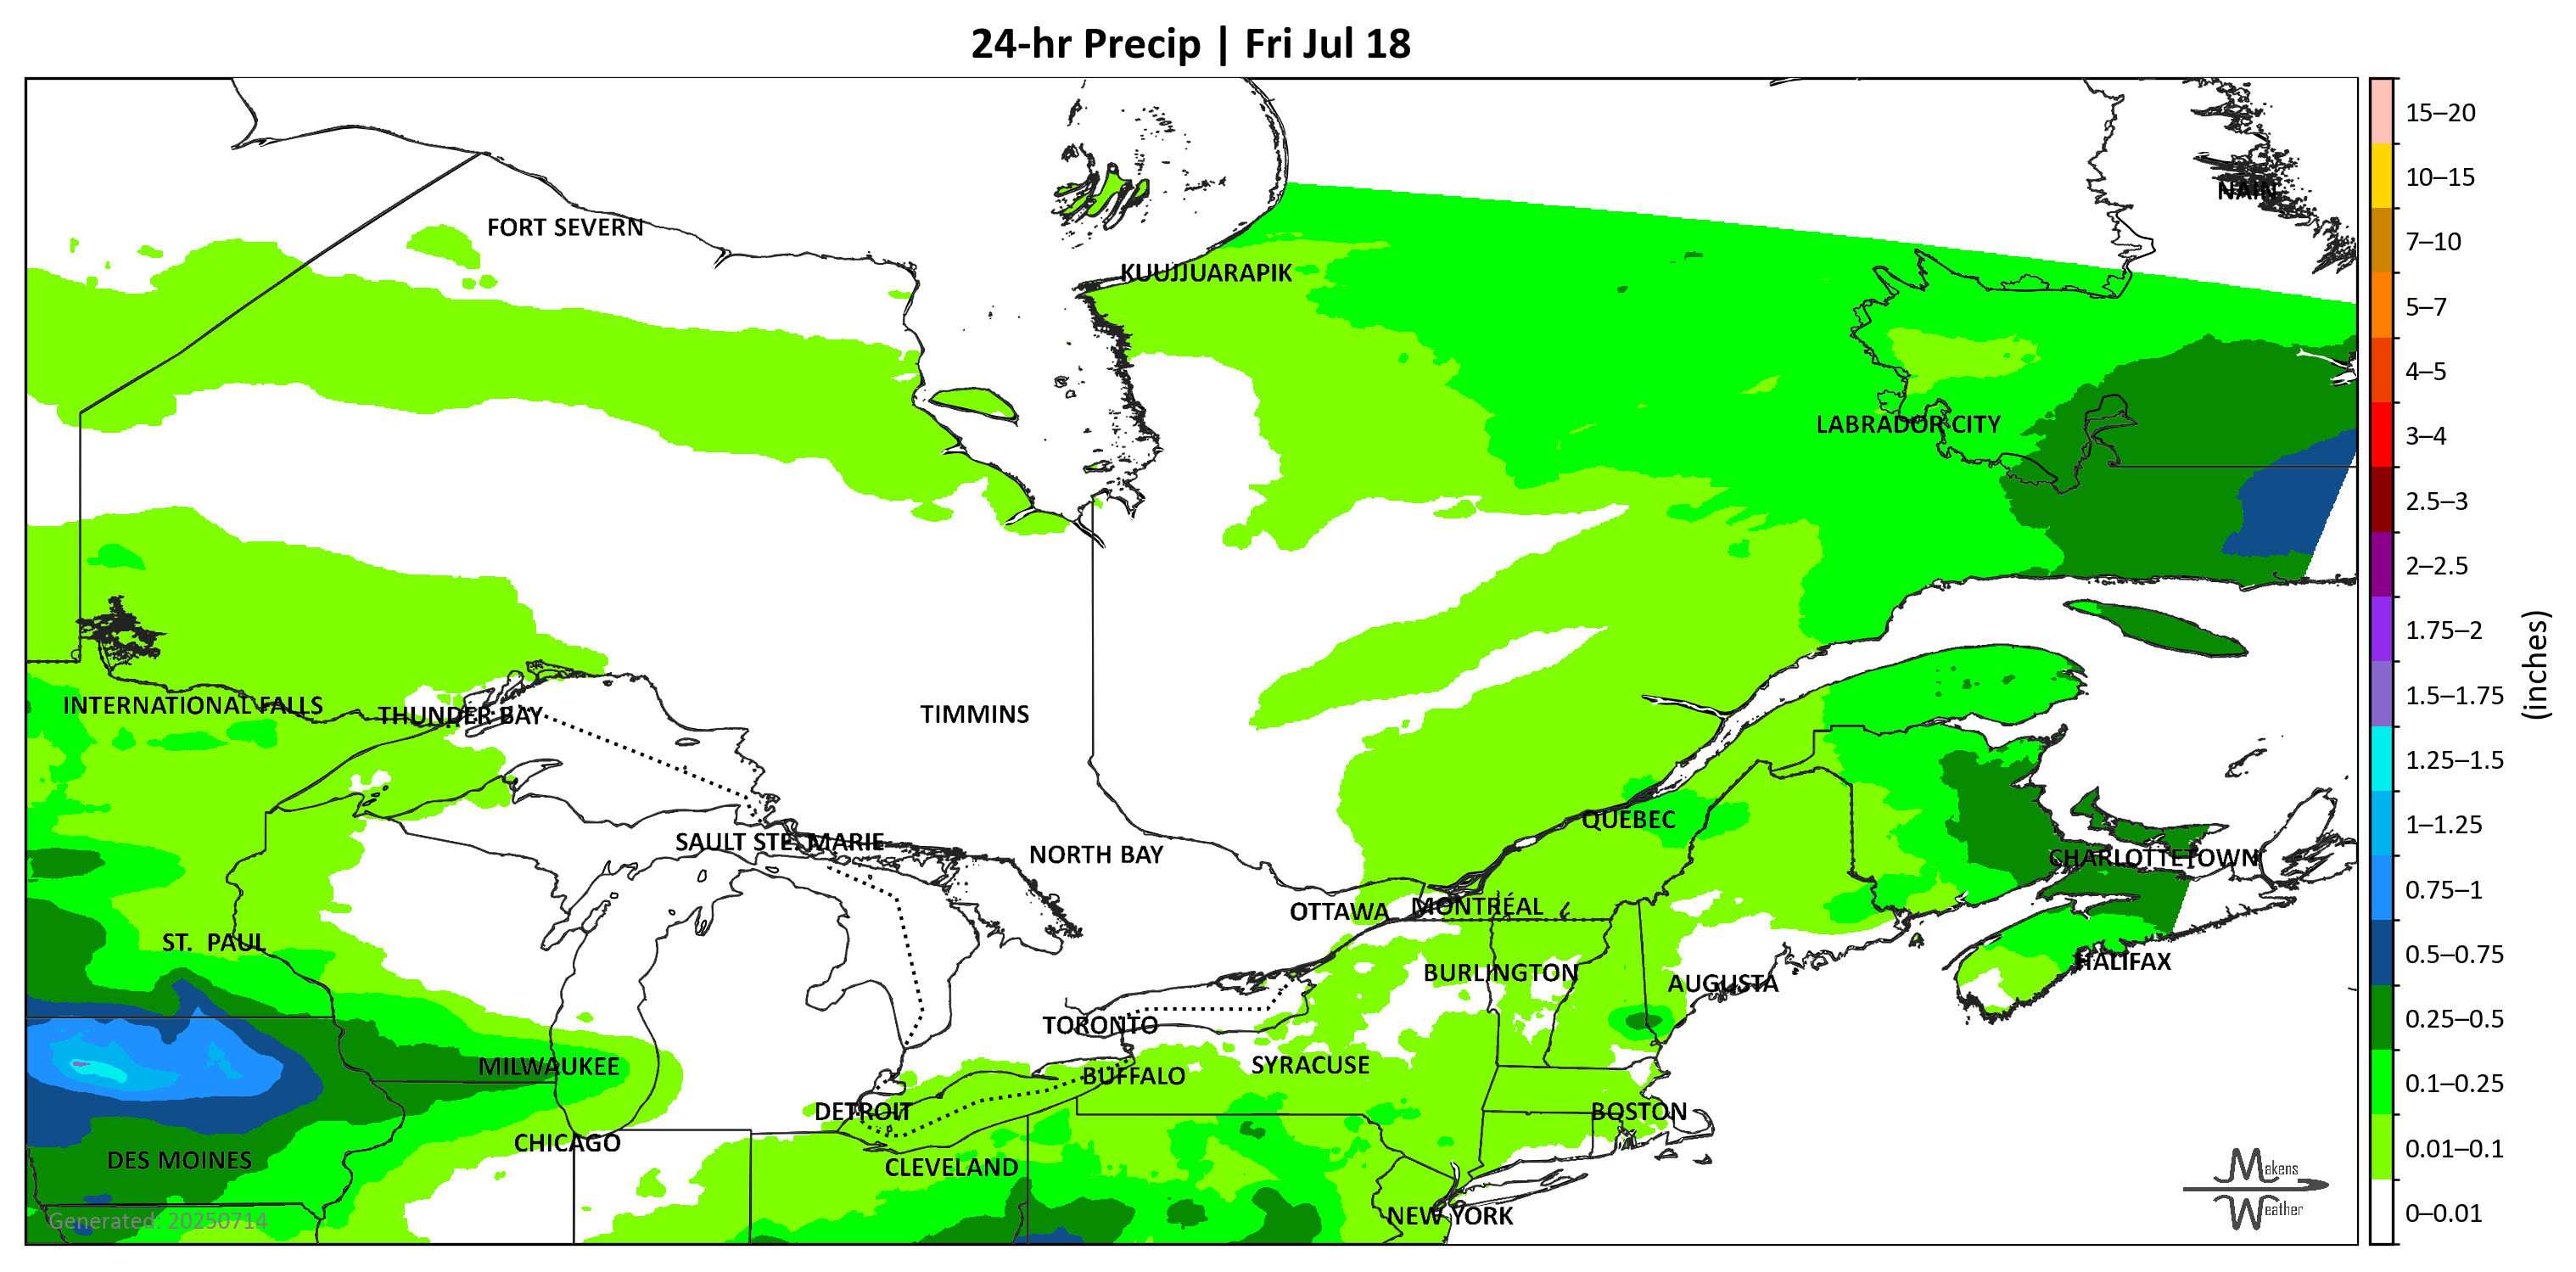 24-hr Precip | Fri Jul 18
NAIN
FORT SEVERN
KUUJJUARAPIK
LABRADOR CITY
INTERNATIONAL FALLS
THUNDER BAY
TIMMINS
QUEBEC
SAULT STE. MARIE
NORTH BAY
CHARLOTTETOWN
OTTAWA
MONTRÉAL
ST. PAUL
HALIFAX
BURLINGTON
AUGUSTA
TORONTO
MILWAUKEE
SYRACUSE
BUFFALO
DETROIT
BOSTON
CHICAGO
DES MOINES
CLEVELAND
NEW YORK
Generated: 20250714
Makens
Weather
15–20
10–15
7–10
5–7
4–5
3–4
2.5–3
2–2.5
1.75–2
1.5–1.75
1.25–1.5
1–1.25
0.75–1
0.5–0.75
0.25–0.5
0.1–0.25
0.01–0.1
0–0.01
(inches)